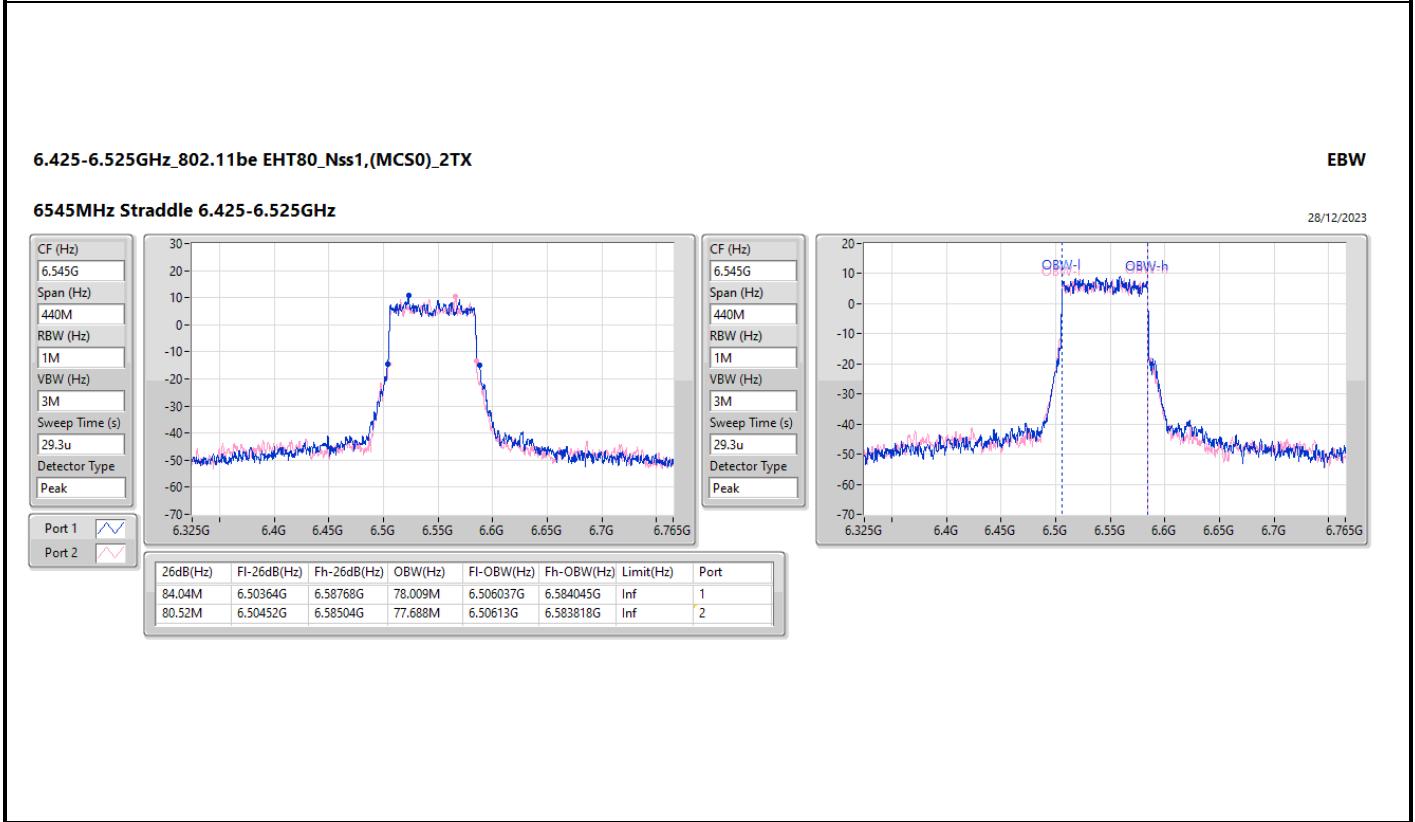 6.425-6.525GHz_802.11be EHT80_Nss1,(MCS0)_2TX
EBW
6545MHz Straddle 6.425-6.525GHz
28/12/2023
CF (Hz)
6.545G
Span (Hz)
440M
RBW (Hz)
1M
VBW (Hz)
3M
Sweep Time (s)
29.3u
Detector Type
Peak
Port 1
Port 2
30
20
10
0
-10
-20
-30
-40
-50
-60
-70
6.325G 6.4G 6.45G 6.5G 6.55G 6.6G 6.65G 6.7G 6.765G
CF (Hz)
6.545G
Span (Hz)
440M
RBW (Hz)
1M
VBW (Hz)
3M
Sweep Time (s)
29.3u
Detector Type
Peak
20
10
0
-10
-20
-30
-40
-50
-60
-70
OBW-l OBW-h
6.325G 6.4G 6.45G 6.5G 6.55G 6.6G 6.65G 6.7G 6.765G
26dB(Hz) Fl-26dB(Hz) Fh-26dB(Hz) OBW(Hz) Fl-OBW(Hz) Fh-OBW(Hz) Limit(Hz) Port
84.04M 6.50364G 6.58768G 78.009M 6.506037G 6.584045G Inf 1
80.52M 6.50452G 6.58504G 77.688M 6.50613G 6.583818G Inf 2